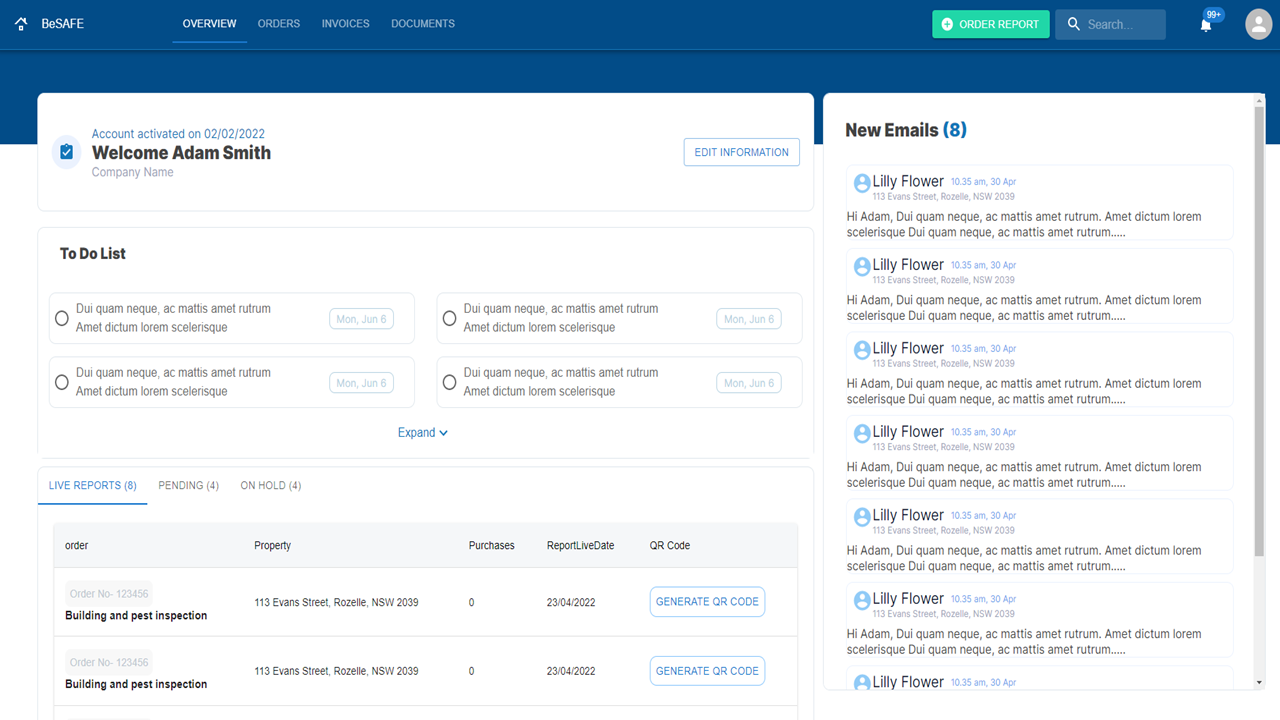 BeSAFE
OVERVIEW
ORDERS
INVOICES
DOCUMENTS
ORDER REPORT
Search...
99+
Account activated on 02/02/2022
Welcome Adam Smith
Company Name
EDIT INFORMATION
To Do List
Dui quam neque, ac mattis amet rutrum
Amet dictum lorem scelerisque
Mon, Jun 6
Dui quam neque, ac mattis amet rutrum
Amet dictum lorem scelerisque
Mon, Jun 6
Dui quam neque, ac mattis amet rutrum
Amet dictum lorem scelerisque
Mon, Jun 6
Dui quam neque, ac mattis amet rutrum
Amet dictum lorem scelerisque
Mon, Jun 6
Expand
LIVE REPORTS (8)
PENDING (4)
ON HOLD (4)
order Property Purchases ReportLiveDate QR Code
Order No- 123456
Building and pest inspection
113 Evans Street, Rozelle, NSW 2039
0
23/04/2022
GENERATE QR CODE
Order No- 123456
Building and pest inspection
113 Evans Street, Rozelle, NSW 2039
0
23/04/2022
GENERATE QR CODE
New Emails (8)
Lilly Flower 10.35 am, 30 Apr
113 Evans Street, Rozelle, NSW 2039
Hi Adam, Dui quam neque, ac mattis amet rutrum. Amet dictum lorem
scelerisque Dui quam neque, ac mattis amet rutrum.....
Lilly Flower 10.35 am, 30 Apr
113 Evans Street, Rozelle, NSW 2039
Hi Adam, Dui quam neque, ac mattis amet rutrum. Amet dictum lorem
scelerisque Dui quam neque, ac mattis amet rutrum.....
Lilly Flower 10.35 am, 30 Apr
113 Evans Street, Rozelle, NSW 2039
Hi Adam, Dui quam neque, ac mattis amet rutrum. Amet dictum lorem
scelerisque Dui quam neque, ac mattis amet rutrum.....
Lilly Flower 10.35 am, 30 Apr
113 Evans Street, Rozelle, NSW 2039
Hi Adam, Dui quam neque, ac mattis amet rutrum. Amet dictum lorem
scelerisque Dui quam neque, ac mattis amet rutrum.....
Lilly Flower 10.35 am, 30 Apr
113 Evans Street, Rozelle, NSW 2039
Hi Adam, Dui quam neque, ac mattis amet rutrum. Amet dictum lorem
scelerisque Dui quam neque, ac mattis amet rutrum.....
Lilly Flower 10.35 am, 30 Apr
113 Evans Street, Rozelle, NSW 2039
Hi Adam, Dui quam neque, ac mattis amet rutrum. Amet dictum lorem
scelerisque Dui quam neque, ac mattis amet rutrum.....
Lilly Flower 10.35 am, 30 Apr